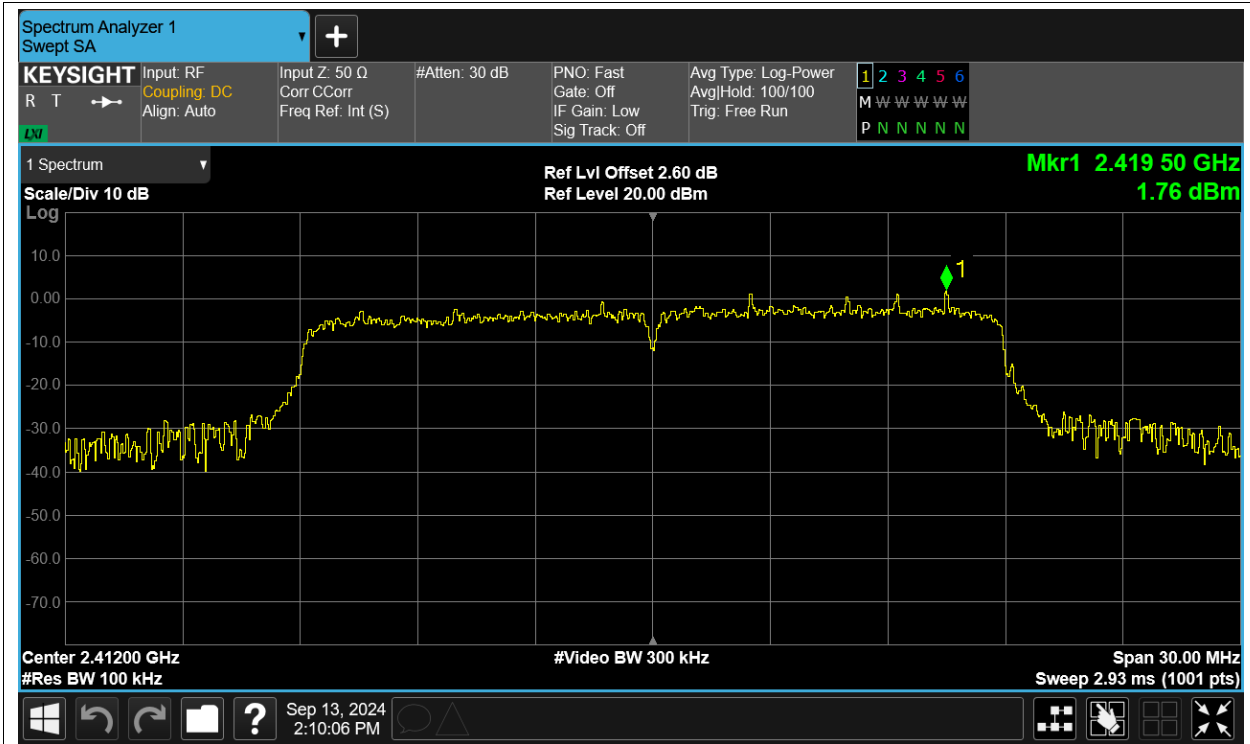 Spectrum Analyzer 1
Swept SA
KEYSIGHT
R T
LXI
Input: RF
Coupling: DC
Align: Auto
Input Z: 50 Ω
Corr CCorr
Freq Ref: Int (S)
#Atten: 30 dB
PNO: Fast
Gate: Off
IF Gain: Low
Sig Track: Off
Avg Type: Log-Power
Avg|Hold: 100/100
Trig: Free Run
1 2 3 4 5 6
M W W W W W
P N N N N N
1 Spectrum
Scale/Div 10 dB
Ref Lvl Offset 2.60 dB
Ref Level 20.00 dBm
Mkr1 2.419 50 GHz
1.76 dBm
Log
10.0
0.00
-10.0
-20.0
-30.0
-40.0
-50.0
-60.0
-70.0
1
Center 2.41200 GHz
#Res BW 100 kHz
#Video BW 300 kHz
Span 30.00 MHz
Sweep 2.93 ms (1001 pts)
?
Sep 13, 2024
2:10:06 PM